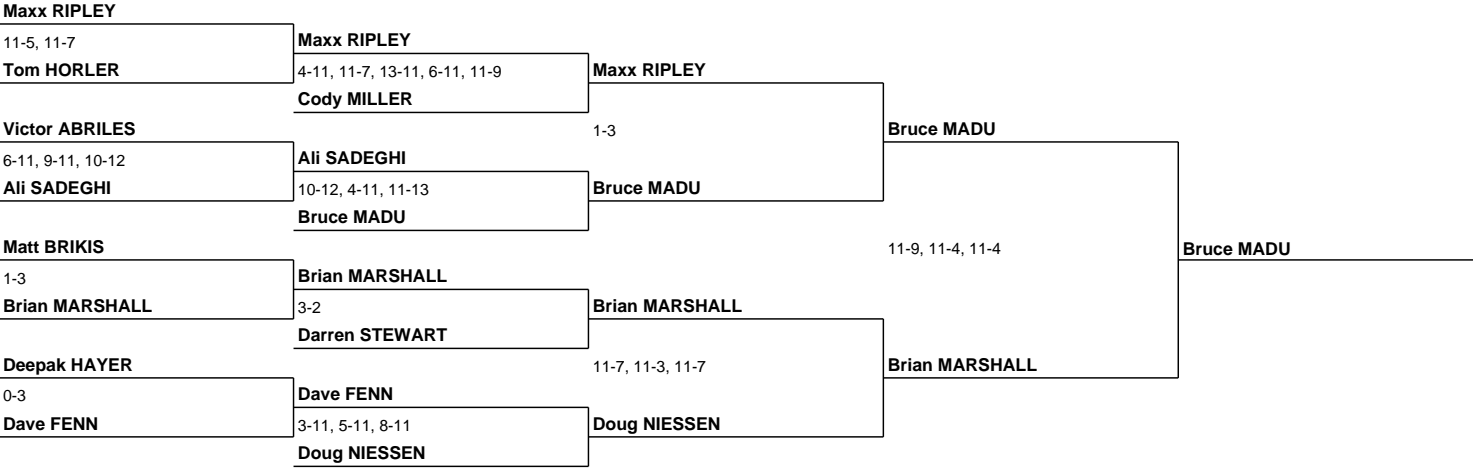 Maxx RIPLEY
11-5, 11-7
Maxx RIPLEY
Tom HORLER
4-11, 11-7, 13-11, 6-11, 11-9
Maxx RIPLEY
Cody MILLER
Victor ABRILES
1-3
Bruce MADU
6-11, 9-11, 10-12
Ali SADEGHI
Ali SADEGHI
10-12, 4-11, 11-13
Bruce MADU
Bruce MADU
Matt BRIKIS
11-9, 11-4, 11-4
Bruce MADU
1-3
Brian MARSHALL
Brian MARSHALL
3-2
Brian MARSHALL
Darren STEWART
Deepak HAYER
11-7, 11-3, 11-7
Brian MARSHALL
0-3
Dave FENN
Dave FENN
3-11, 5-11, 8-11
Doug NIESSEN
Doug NIESSEN